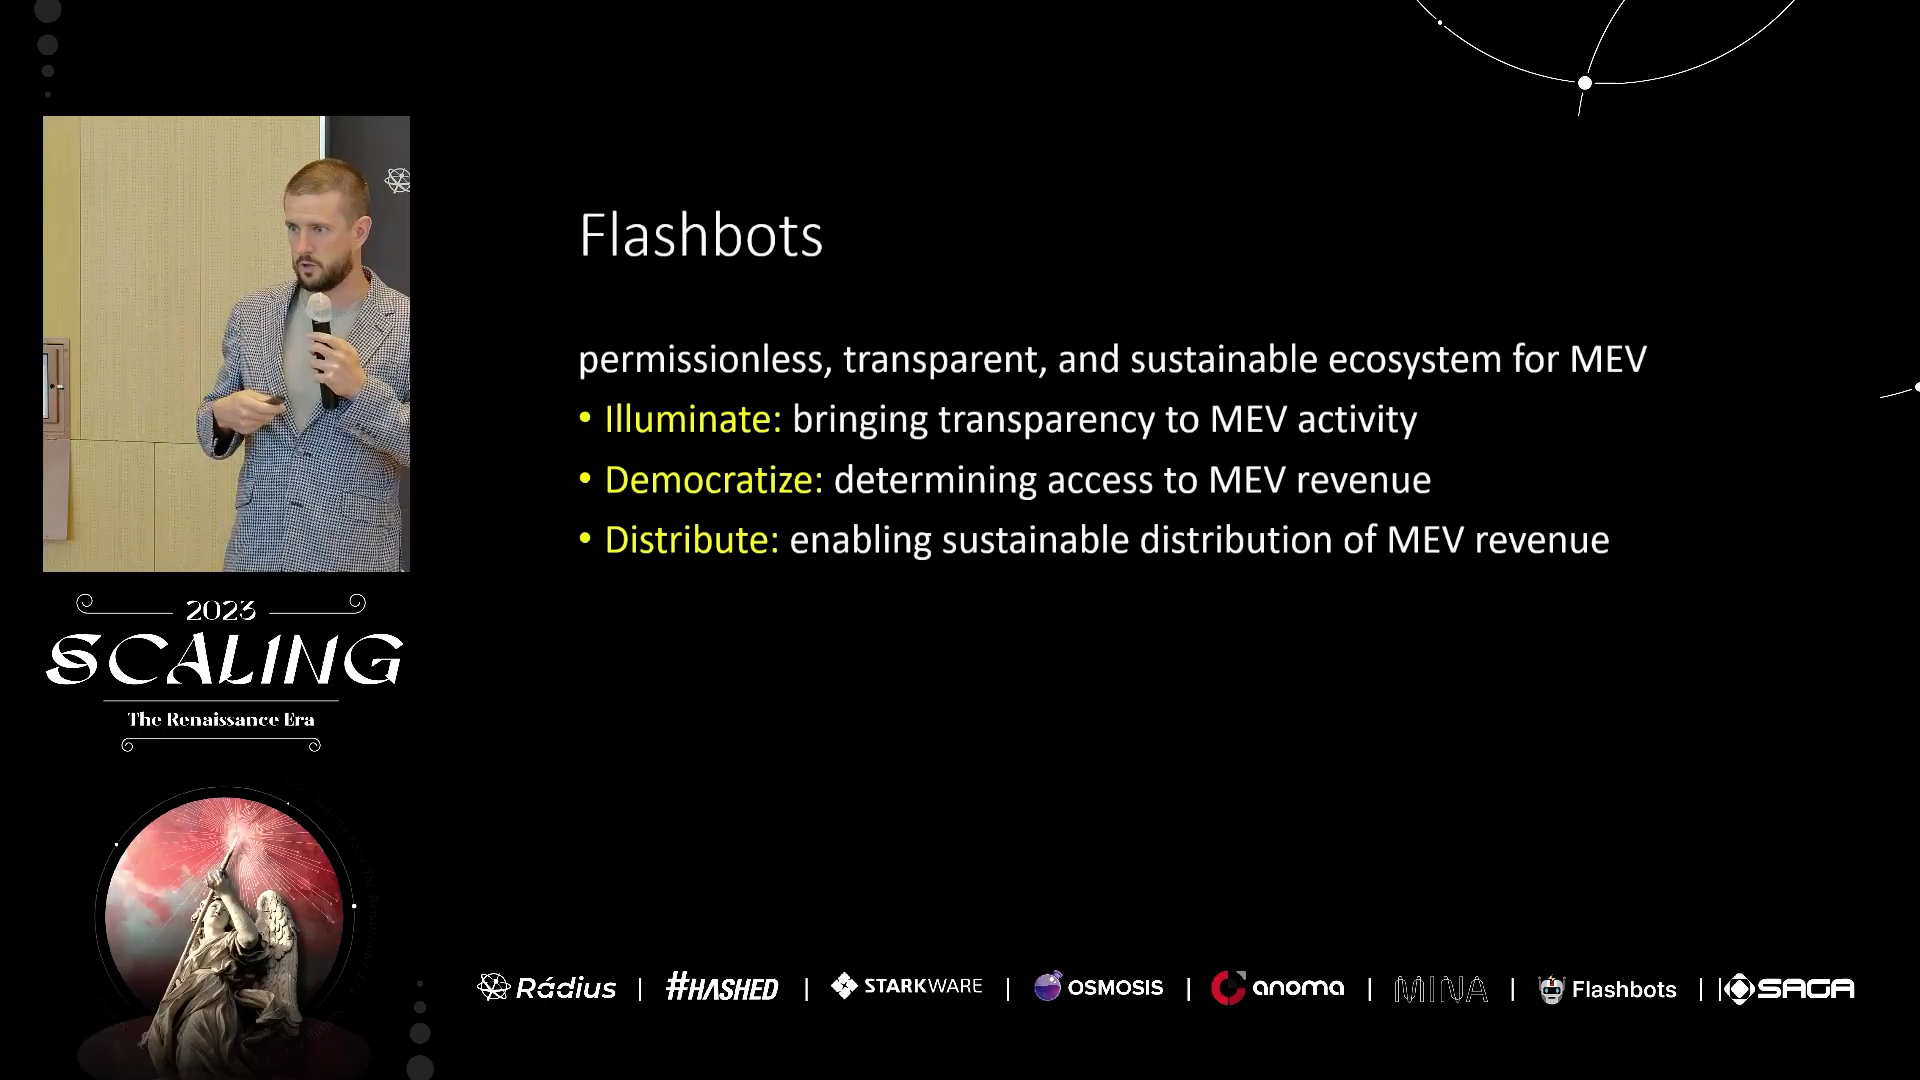 Flashbots
permissionless, transparent, and sustainable ecosystem for MEV
• Illuminate: bringing transparency to MEV activity
• Democratize: determining access to MEV revenue
• Distribute: enabling sustainable distribution of MEV revenue
2023
SCALING
The Renaissance Era
Rádius | #HASHED | STARKWARE | OSMOSIS | anoma | MINA | Flashbots | | SAGA